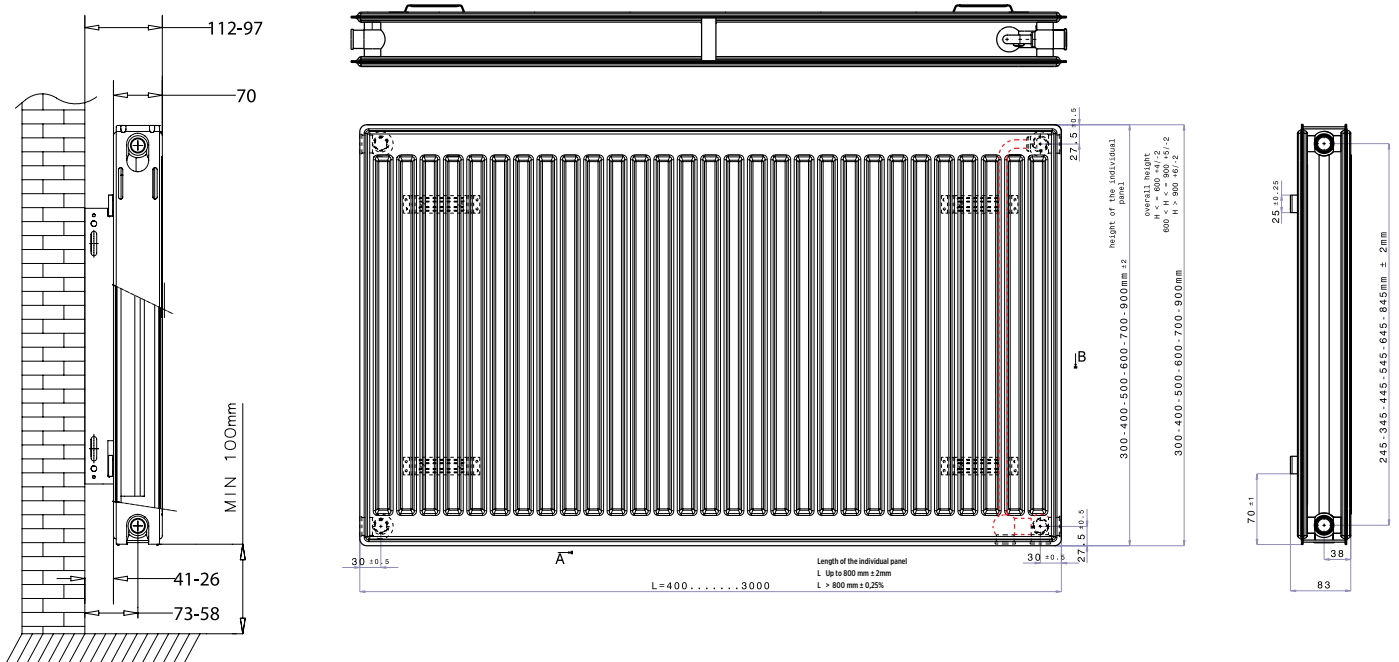 112-97
70
MIN 100mm
41-26
73-58
27.5 ±0.5
height of the individual
panel
300-400-500-600-700-900mm ±2
overall height
H < = 600 +4/-2
600 < H < = 900 +5/-2
H > 900 +6/-2
300-400-500-600-700-900mm
B
A
30 ±0.5
30 ±0.5
27.5 ±0.5
L=400.......3000
Length of the individual panel
L Up to 800 mm ± 2mm
L > 800 mm ± 0,25%
25 ±0.25
245-345-445-545-645-845mm ± 2mm
70 ±1
38
83